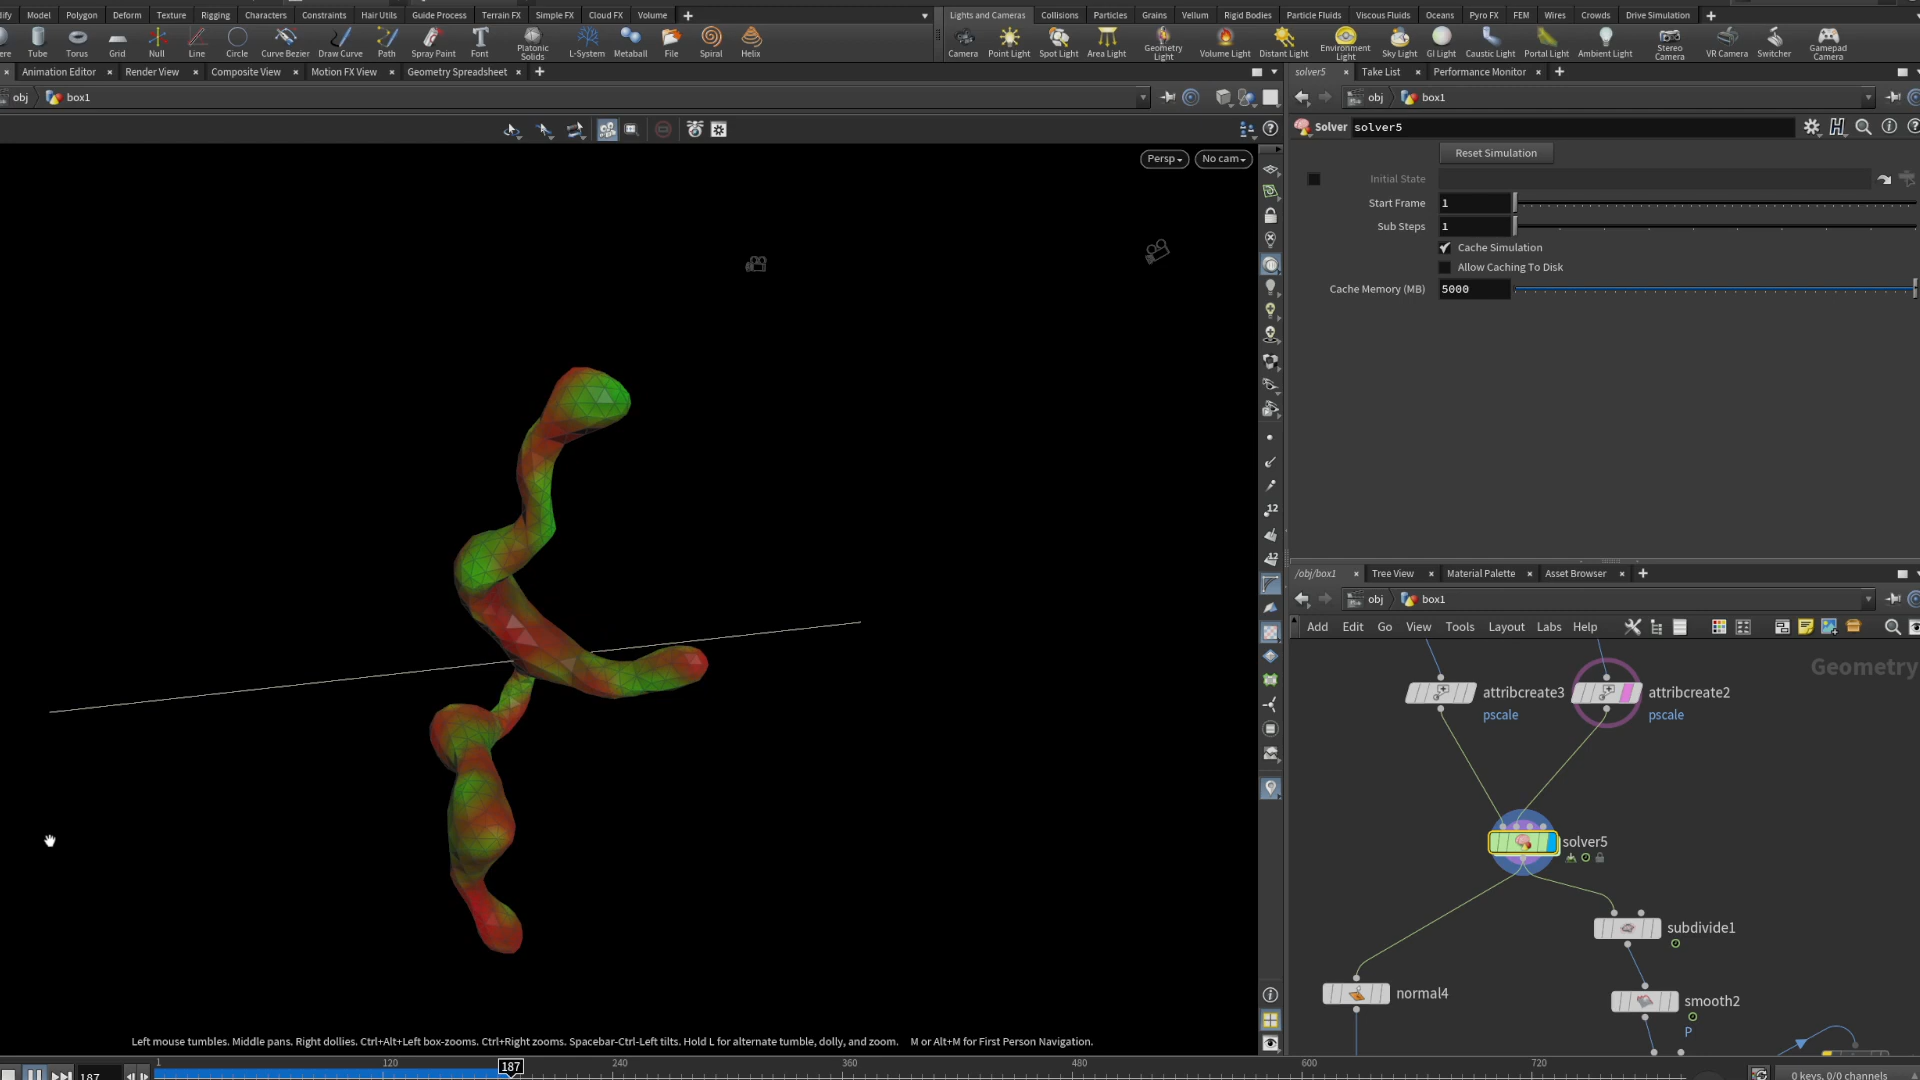 dify Model Polygon Deform Texture Rigging Characters Constraints Hair Utils Guide Process Terrain FX Simple FX Cloud FX Volume
Lights and Cameras Collisions Particles Grains Vellum Rigid Bodies Particle Fluids Viscous Fluids Oceans Pyro FX FEM Wires Crowds Drive Simulation
ere Tube Torus Grid Null Line Circle Curve Bezier Draw Curve Path Spray Paint Font Platonic Solids L-System Metaball File Spiral Helix
Camera Point Light Spot Light Area Light Geometry Light Volume Light Distant Light Environment Light Sky Light GI Light Caustic Light Portal Light Ambient Light Stereo Camera VR Camera Switcher Gamepad Camera
Animation Editor Render View Composite View Motion FX View Geometry Spreadsheet
solver5 Take List Performance Monitor
obj box1
obj box1
Solver solver5
Reset Simulation
Persp No cam
Initial State
Start Frame 1
Sub Steps 1
Cache Simulation
Allow Caching To Disk
Cache Memory (MB) 5000
12
12
/obj/box1 Tree View Material Palette Asset Browser
obj box1
Add Edit Go View Tools Layout Labs Help
Geometry
attribcreate3
pscale
attribcreate2
pscale
solver5
subdivide1
normal4
smooth2
P
Left mouse tumbles. Middle pans. Right dollies. Ctrl+Alt+Left box-zooms. Ctrl+Right zooms. Spacebar-Ctrl-Left tilts. Hold L for alternate tumble, dolly, and zoom. M or Alt+M for First Person Navigation.
1 120 187 240 360 480 600 720
187
0 keys, 0/0 channels